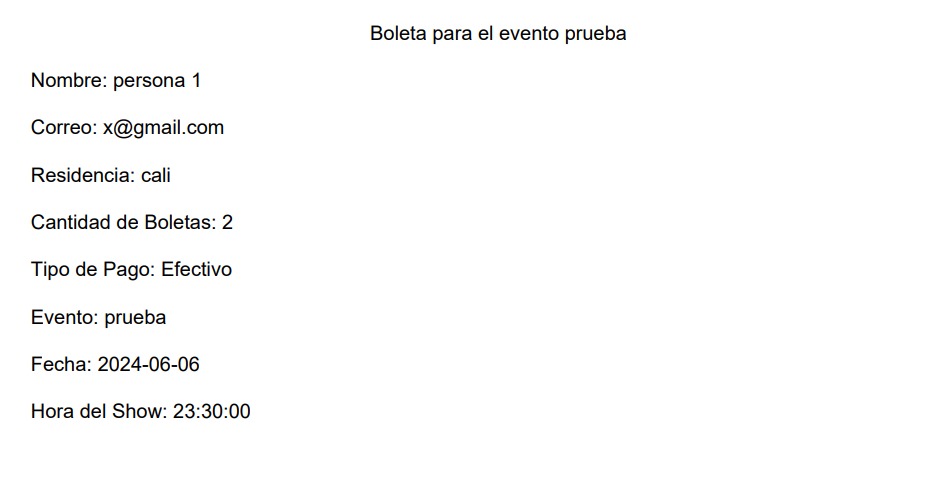 Boleta para el evento prueba
Nombre: persona 1
Correo: x@gmail.com
Residencia: cali
Cantidad de Boletas: 2
Tipo de Pago: Efectivo
Evento: prueba
Fecha: 2024-06-06
Hora del Show: 23:30:00